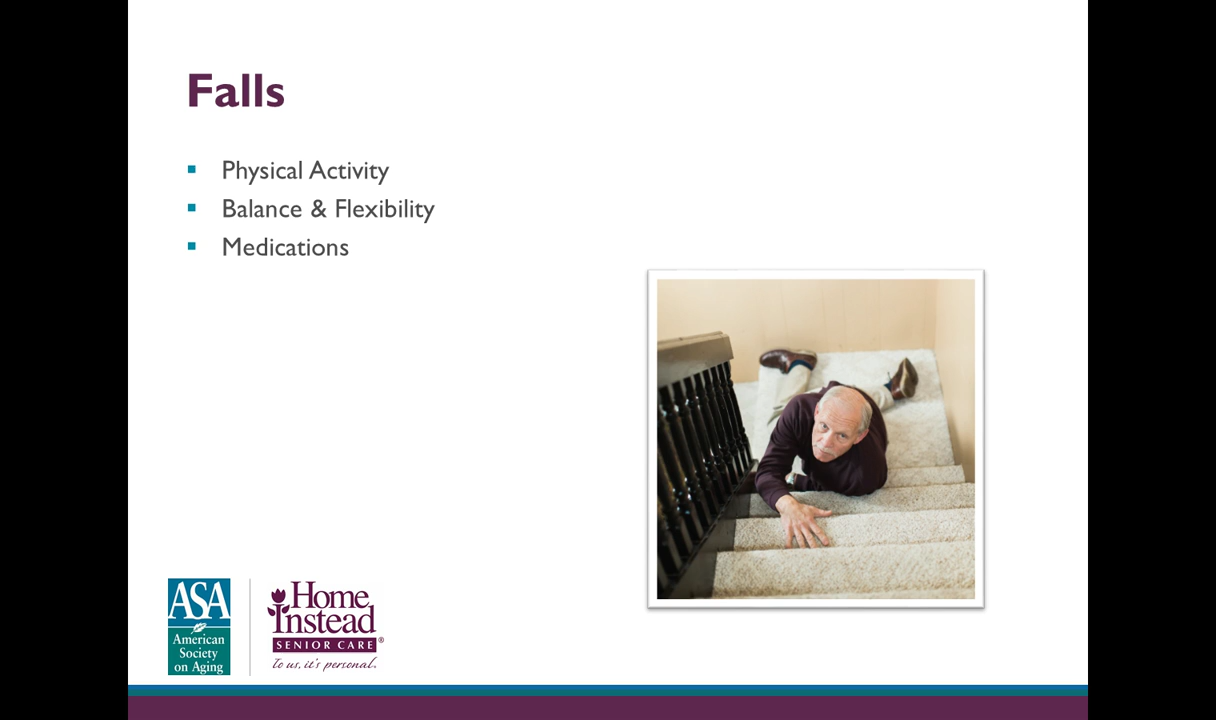 Falls
Physical Activity
Balance & Flexibility
Medications
ASA
American
Society
on Aging
Home
Instead
SENIOR CARE®
To us, it's personal.